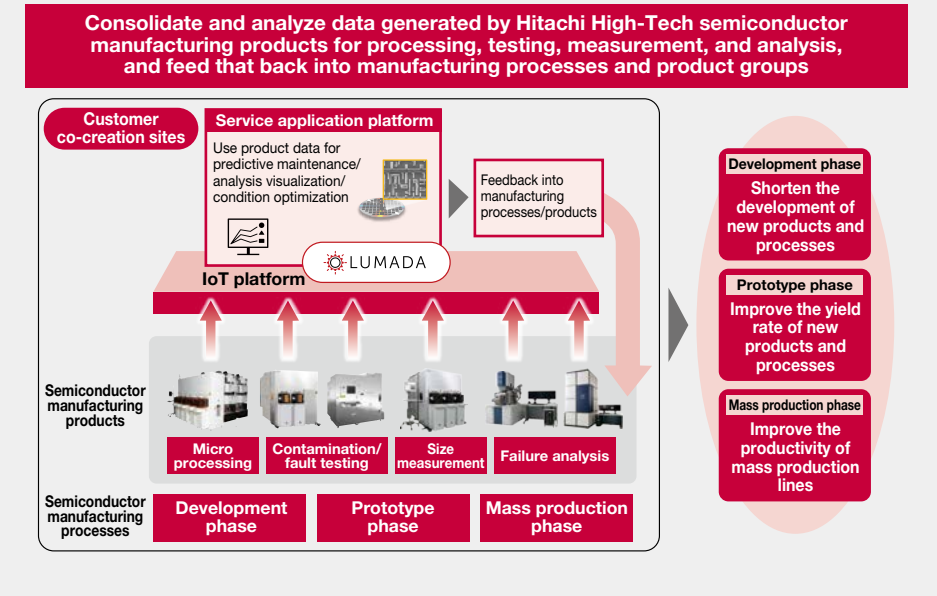 Consolidate and analyze data generated by Hitachi High-Tech semiconductor
manufacturing products for processing, testing, measurement, and analysis,
and feed that back into manufacturing processes and product groups
Customer
co-creation sites
Service application platform
Use product data for
predictive maintenance/
analysis visualization/
condition optimization
Feedback into
manufacturing
processes/products
LUMADA
IoT platform
Semiconductor
manufacturing
products
Micro
processing
Contamination/
fault testing
Size
measurement
Failure analysis
Semiconductor
manufacturing
processes
Development
phase
Prototype
phase
Mass production
phase
Development phase
Shorten the
development of
new products and
processes
Prototype phase
Improve the yield
rate of new
products and
processes
Mass production phase
Improve the
productivity of
mass production
lines